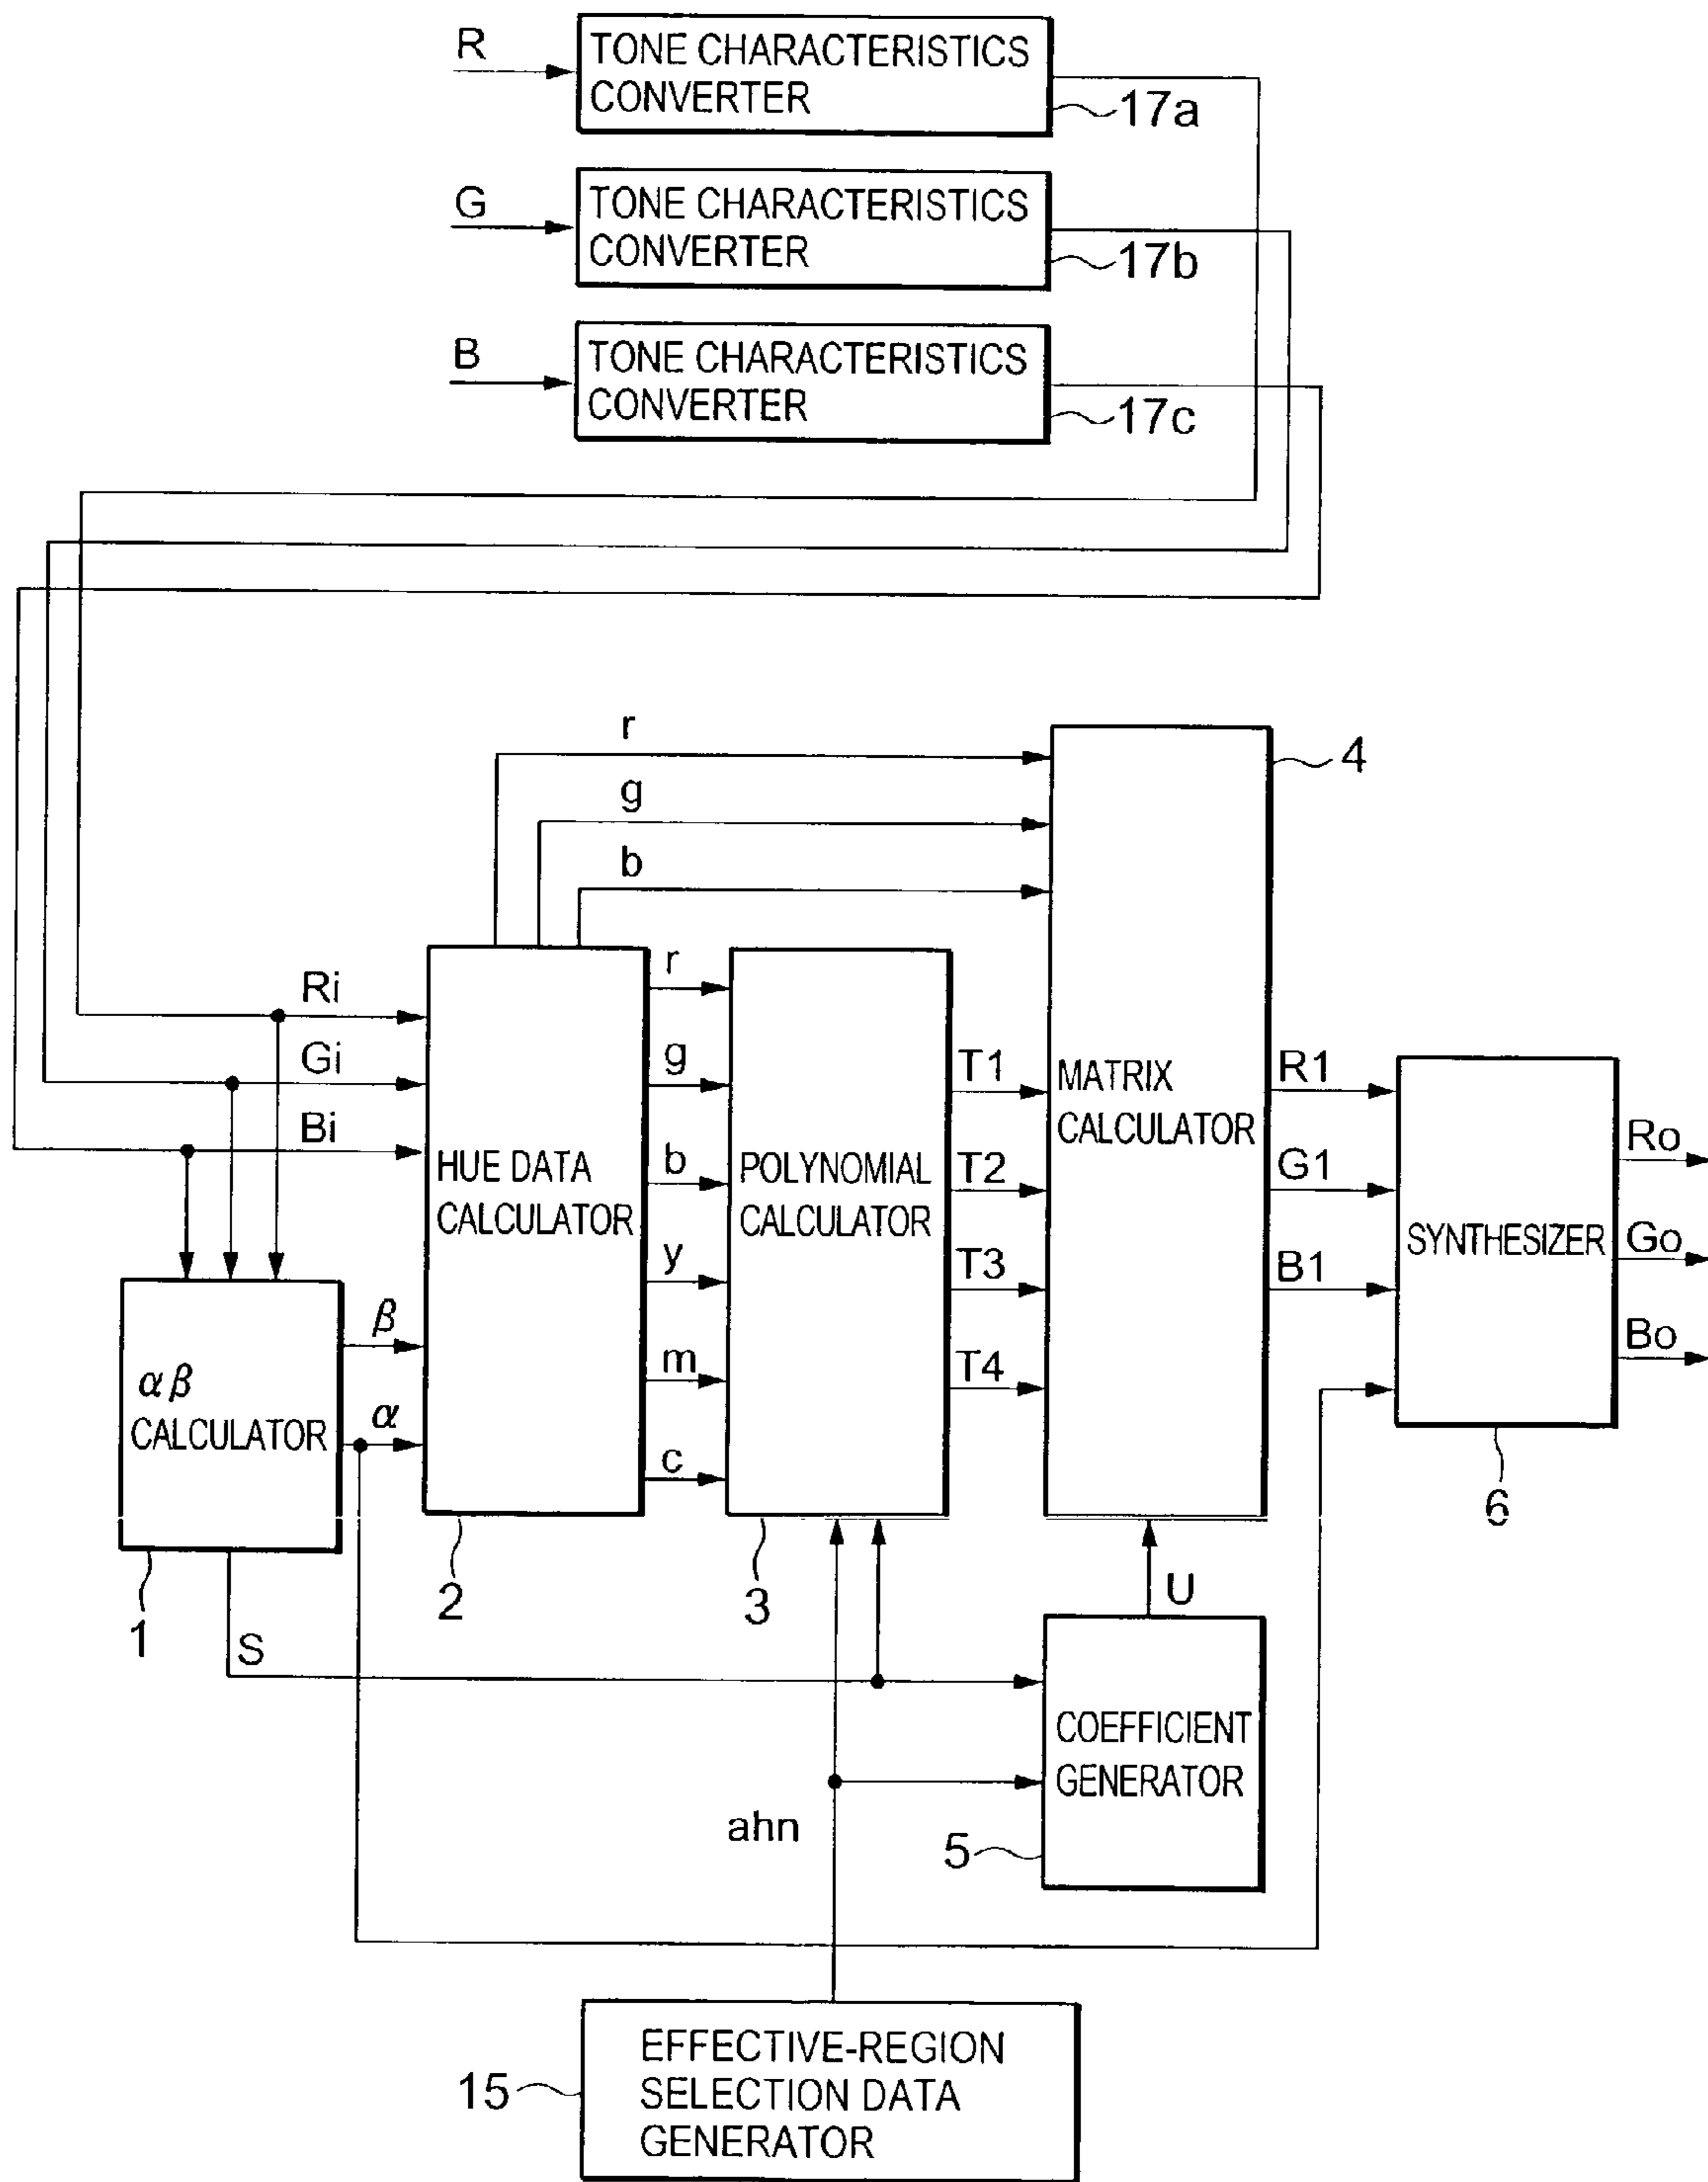 R
TONE CHARACTERISTICS
CONVERTER
17a
G
TONE CHARACTERISTICS
CONVERTER
17b
B
TONE CHARACTERISTICS
CONVERTER
17c
r
g
b
4
Ri
Gi
Bi
HUE DATA
CALCULATOR
r
g
b
y
m
c
POLYNOMIAL
CALCULATOR
T1
T2
T3
T4
MATRIX
CALCULATOR
R1
G1
B1
SYNTHESIZER
Ro
Go
Bo
αβ
CALCULATOR
β
α
1
2
3
6
S
U
COEFFICIENT
GENERATOR
5
ahn
15
EFFECTIVE-REGION
SELECTION DATA
GENERATOR